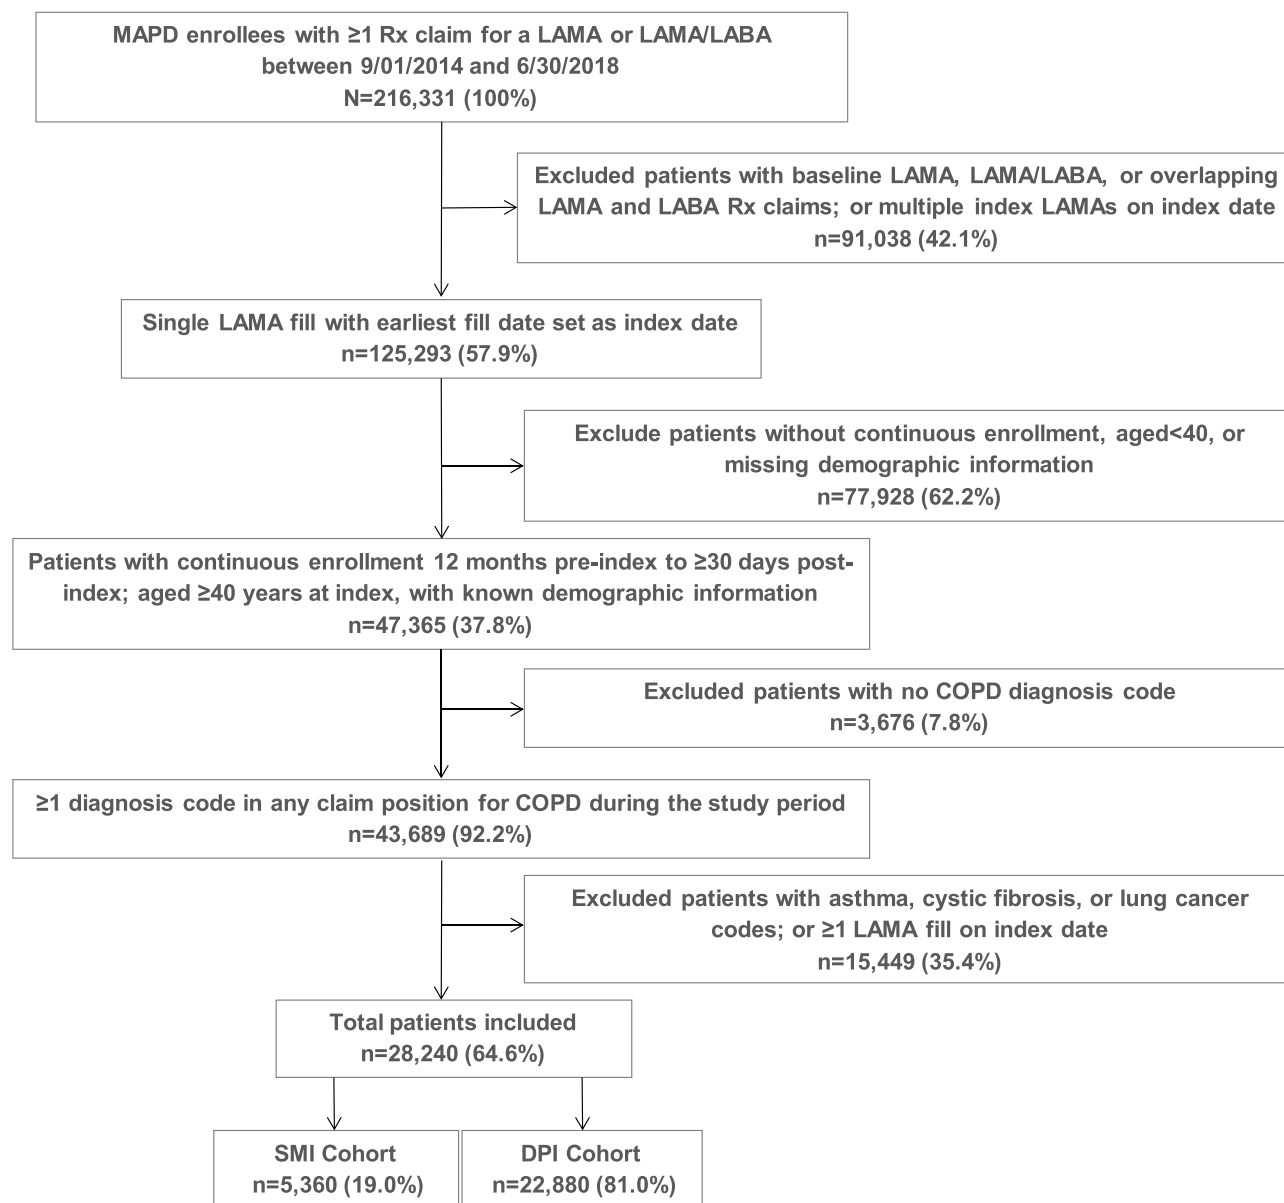 MAPD enrollees with ≥1 Rx claim for a LAMA or LAMA/LABA
between 9/01/2014 and 6/30/2018
N=216,331 (100%)
Excluded patients with baseline LAMA, LAMA/LABA, or overlapping
LAMA and LABA Rx claims; or multiple index LAMAs on index date
n=91,038 (42.1%)
Single LAMA fill with earliest fill date set as index date
n=125,293 (57.9%)
Exclude patients without continuous enrollment, aged<40, or
missing demographic information
n=77,928 (62.2%)
Patients with continuous enrollment 12 months pre-index to ≥30 days post-
index; aged ≥40 years at index, with known demographic information
n=47,365 (37.8%)
Excluded patients with no COPD diagnosis code
n=3,676 (7.8%)
≥1 diagnosis code in any claim position for COPD during the study period
n=43,689 (92.2%)
Excluded patients with asthma, cystic fibrosis, or lung cancer
codes; or ≥1 LAMA fill on index date
n=15,449 (35.4%)
Total patients included
n=28,240 (64.6%)
SMI Cohort
n=5,360 (19.0%)
DPI Cohort
n=22,880 (81.0%)